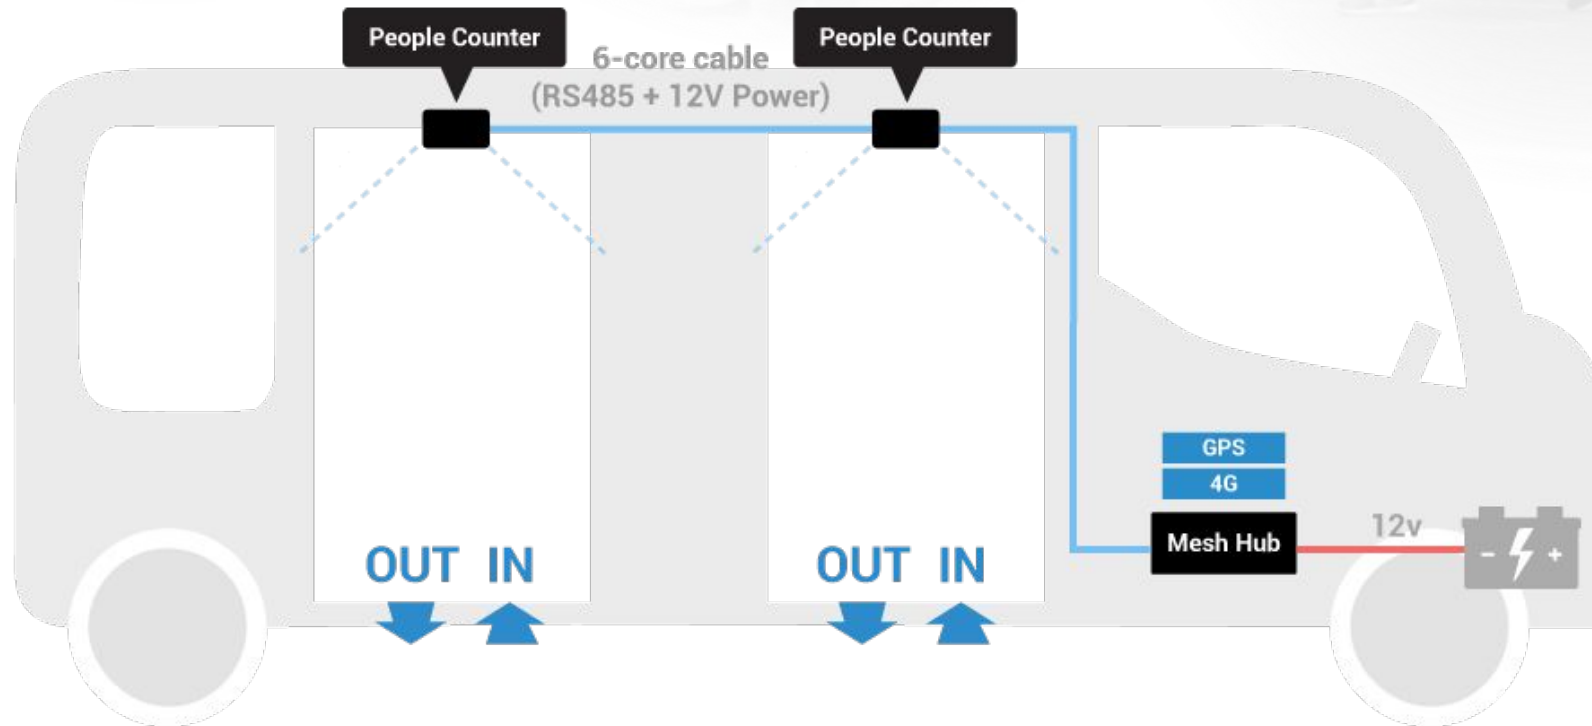 People Counter
People Counter
6-core cable
(RS485 + 12V Power)
GPS
4G
Mesh Hub
12v
- +
OUT IN
OUT IN